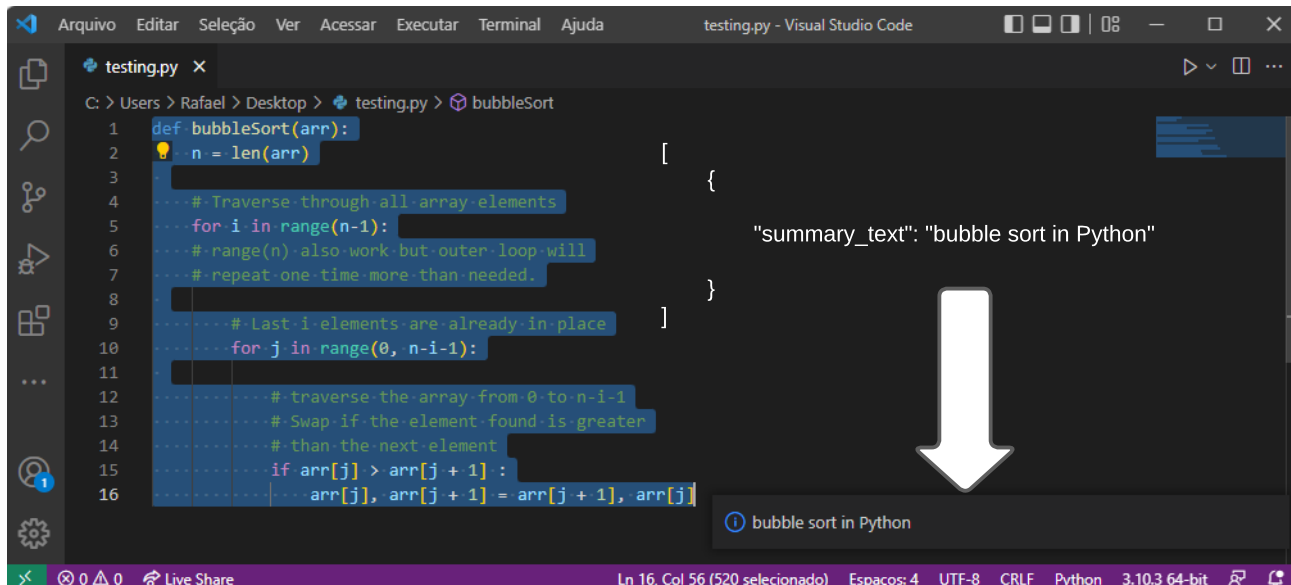 Arquivo Editar Seleção Ver Acessar Executar Terminal Ajuda testing.py - Visual Studio Code
testing.py
C: > Users > Rafael > Desktop > testing.py > bubbleSort
1 def bubbleSort(arr):
2 n = len(arr)
3
4 # Traverse through all array elements
5 for i in range(n-1):
6 # range(n) also work but outer loop will
7 # repeat one time more than needed.
8
9 # Last i elements are already in place
10 for j in range(0, n-i-1):
11
12 # traverse the array from 0 to n-i-1
13 # Swap if the element found is greater
14 # than the next element
15 if arr[j] > arr[j + 1] :
16 arr[j], arr[j + 1] = arr[j + 1], arr[j]
[
{
"summary_text": "bubble sort in Python"
}
]
bubble sort in Python
1
0 0 Live Share Ln 16, Col 56 (520 selecionado) Espaços: 4 UTF-8 CRLF Python 3.10.3 64-bit